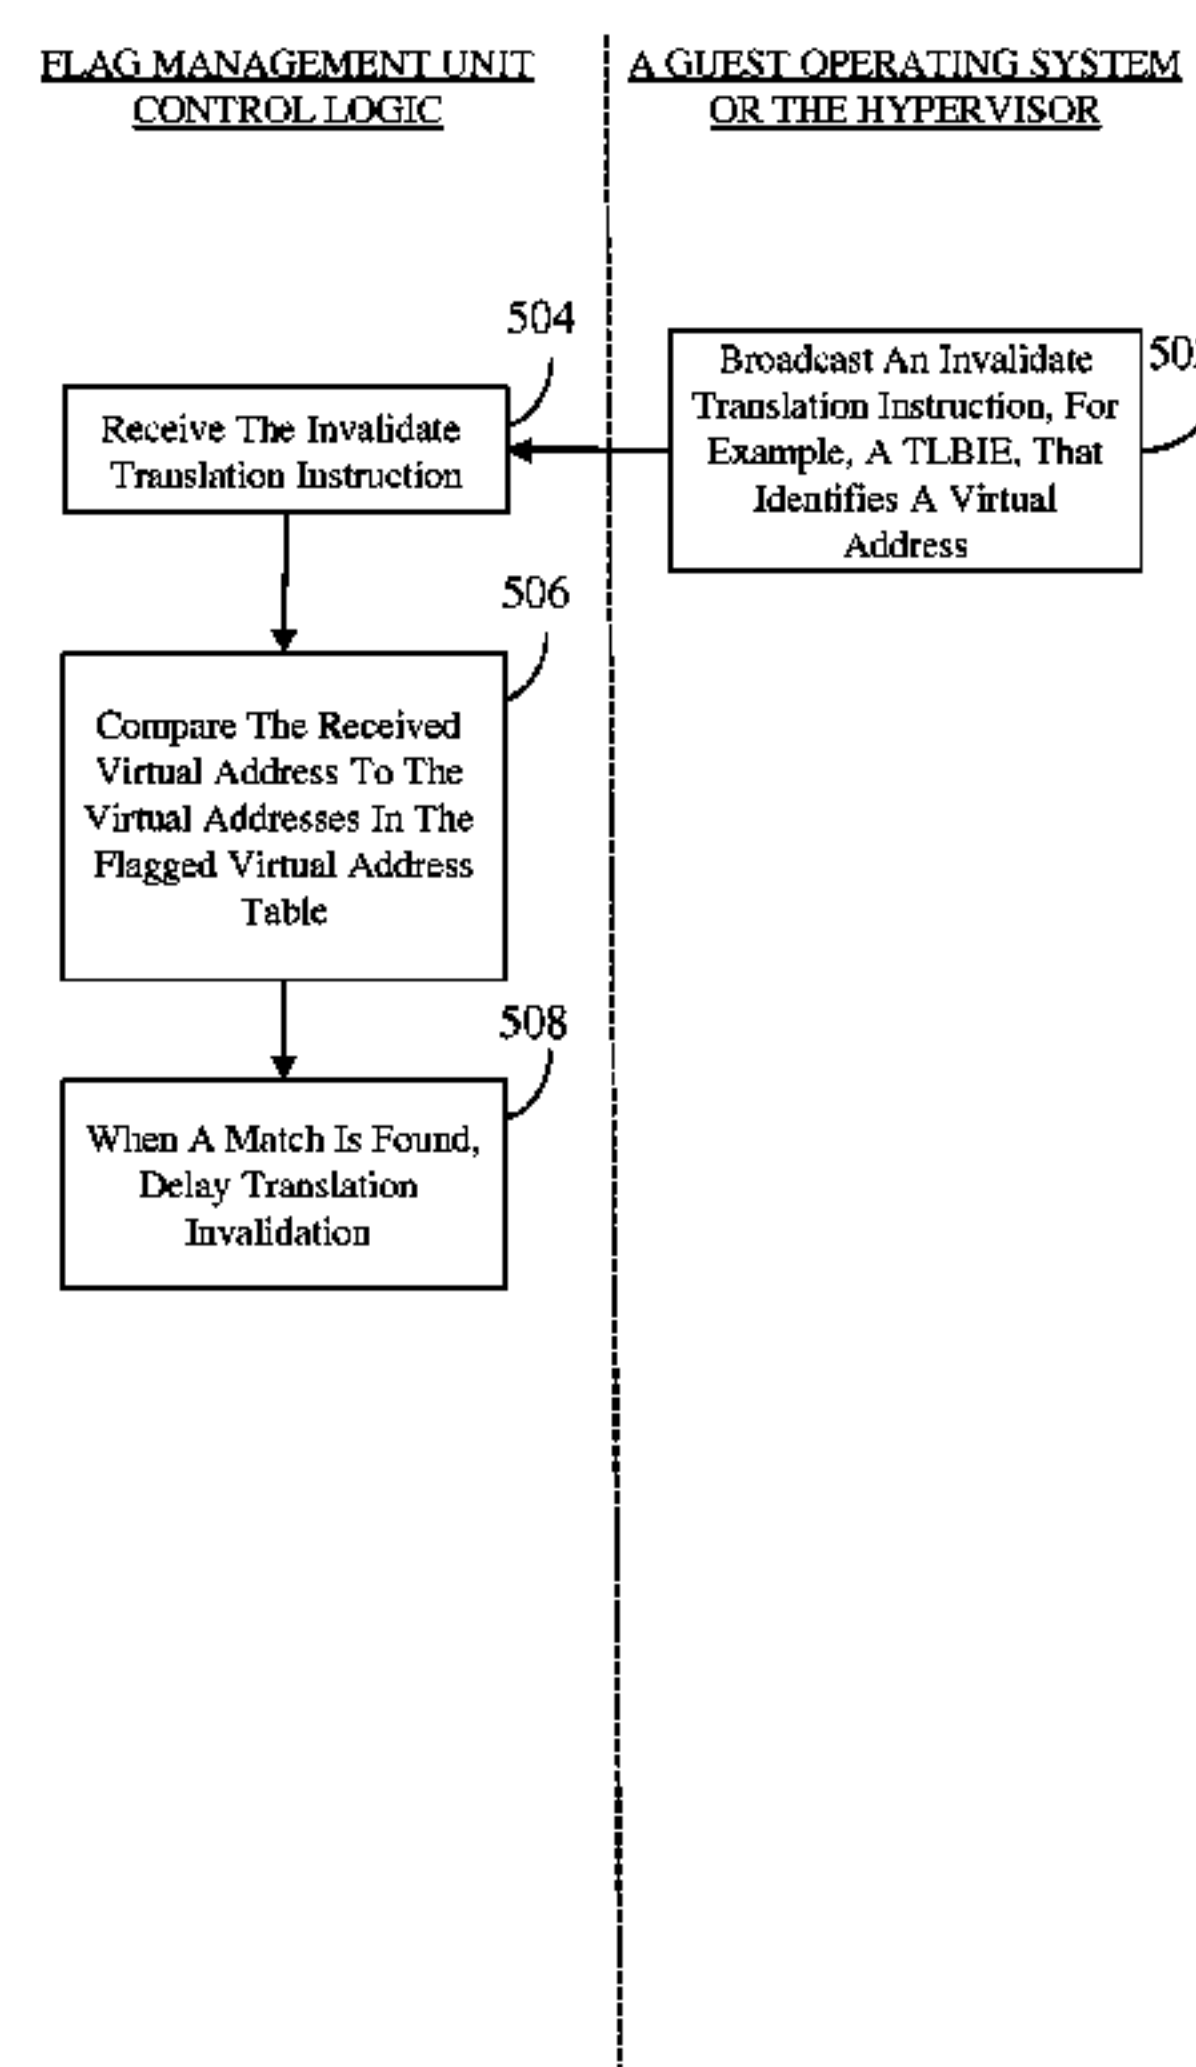 FLAG MANAGEMENT UNIT
CONTROL LOGIC
A GUEST OPERATING SYSTEM
OR THE HYPERVISOR
504
Receive The Invalidate
Translation Instruction
Broadcast An Invalidate
Translation Instruction, For
Example, A TLBIE, That
Identifies A Virtual
Address
506
Compare The Received
Virtual Address To The
Virtual Addresses In The
Flagged Virtual Address
Table
508
When A Match Is Found,
Delay Translation
Invalidation